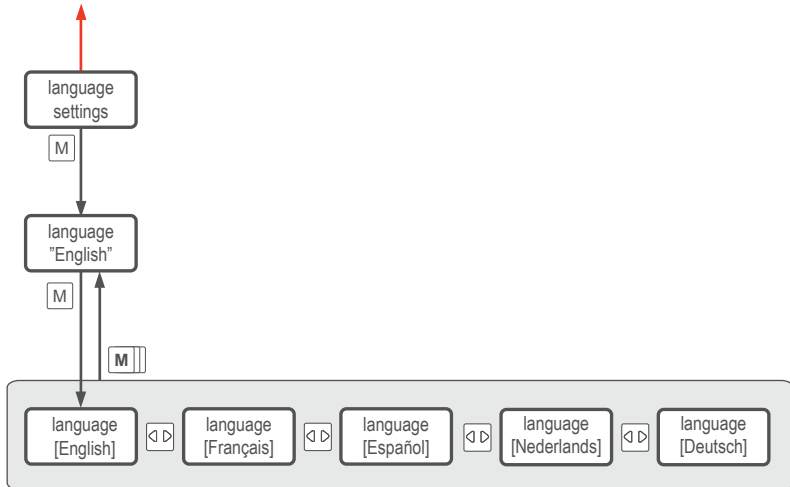 language
settings
M
language
”English”
M
M
language
[English]
language
[Français]
language
[Español]
language
[Nederlands]
language
[Deutsch]